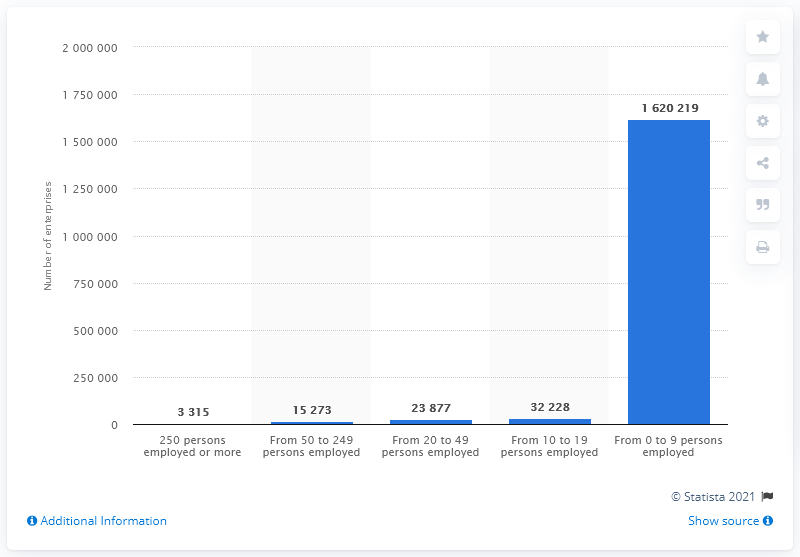 2 000 000
1 750 000
1 500 000
1 250 000
1 000 000
750 000
500 000
250 000
0
Number of enterprises
3 315
15 273
23 877
32 228
1 620 219
250 persons
employed or more
From 50 to 249
persons employed
From 20 to 49
persons employed
From 10 to 19
persons employed
From 0 to 9 persons
employed
© Statista 2021
Additional Information
Show source